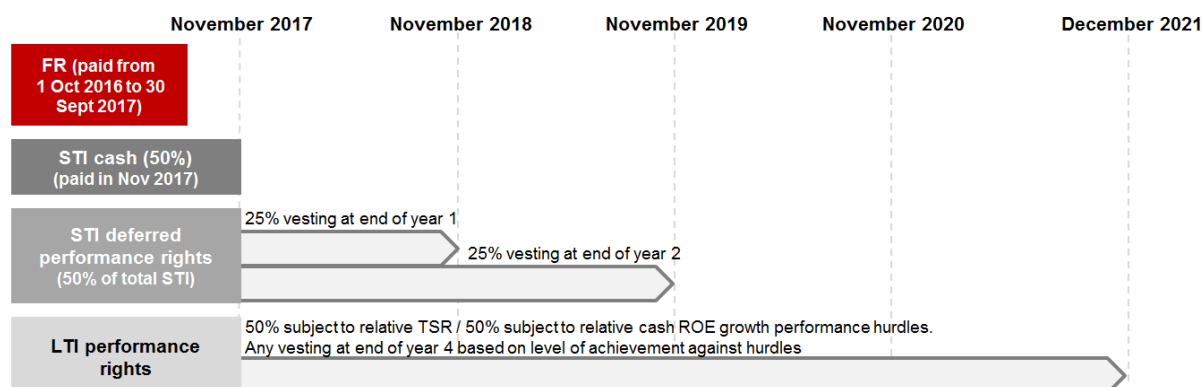 November 2017 November 2018 November 2019 November 2020 December 2021
FR (paid from
1 Oct 2016 to 30
Sept 2017)
STI cash (50%)
(paid in Nov 2017)
STI deferred
performance rights
(50% of total STI)
25% vesting at end of year 1
25% vesting at end of year 2
LTI performance
rights
50% subject to relative TSR / 50% subject to relative cash ROE growth performance hurdles.
Any vesting at end of year 4 based on level of achievement against hurdles